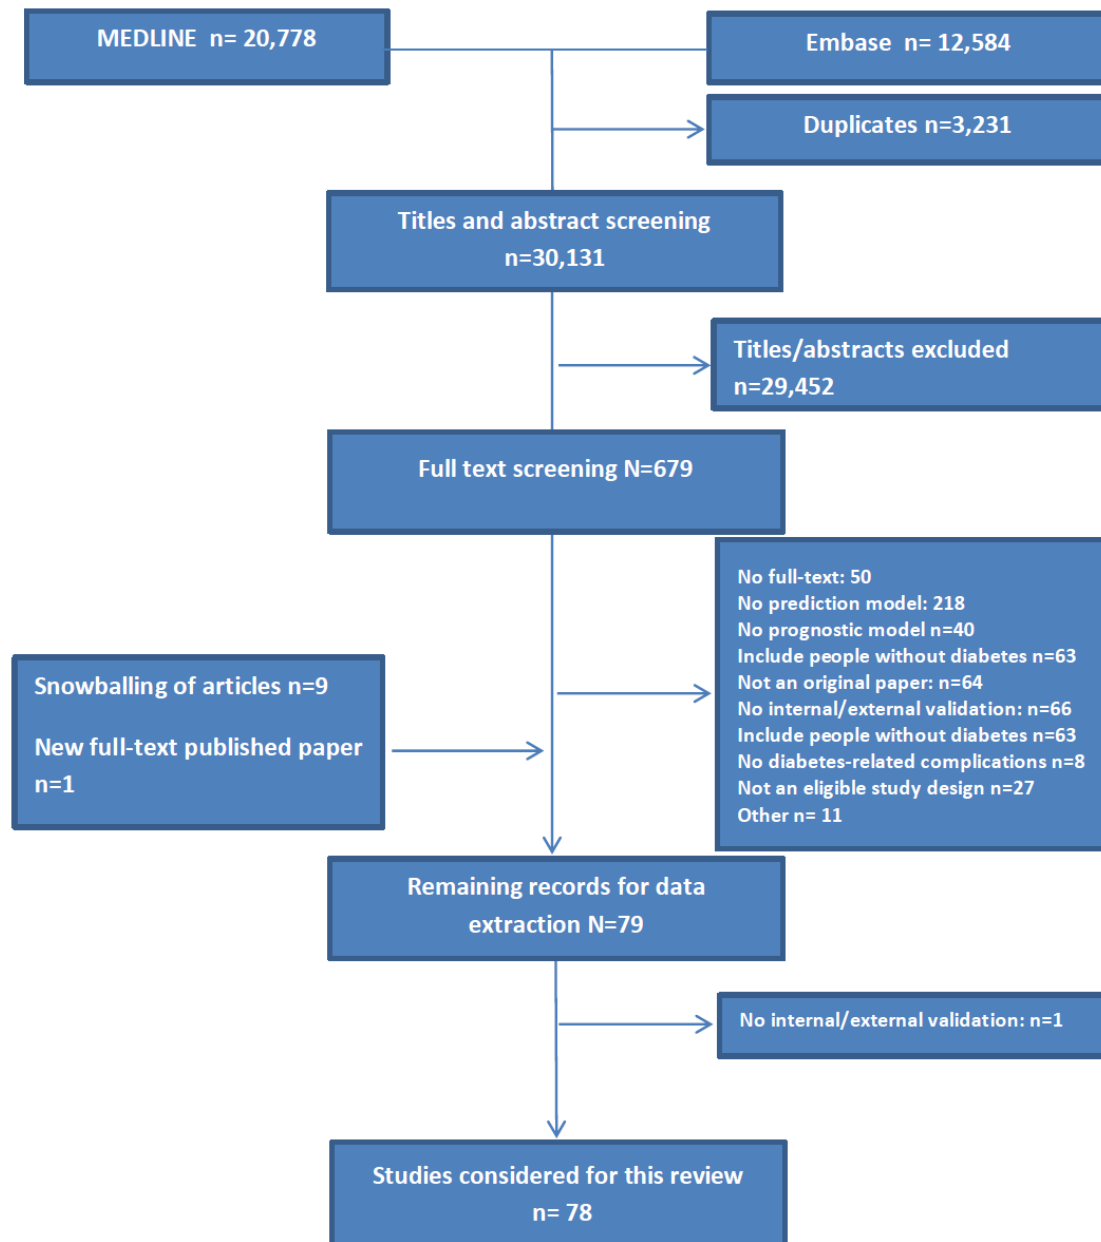 MEDLINE n= 20,778
Embase n= 12,584
Duplicates n=3,231
Titles and abstract screening
n=30,131
Titles/abstracts excluded
n=29,452
Full text screening N=679
No full-text: 50
No prediction model: 218
No prognostic model n=40
Include people without diabetes n=63
Not an original paper: n=64
No internal/external validation: n=66
Include people without diabetes n=63
No diabetes-related complications n=8
Not an eligible study design n=27
Other n= 11
Snowballing of articles n=9
New full-text published paper
n=1
Remaining records for data
extraction N=79
No internal/external validation: n=1
Studies considered for this review
n= 78